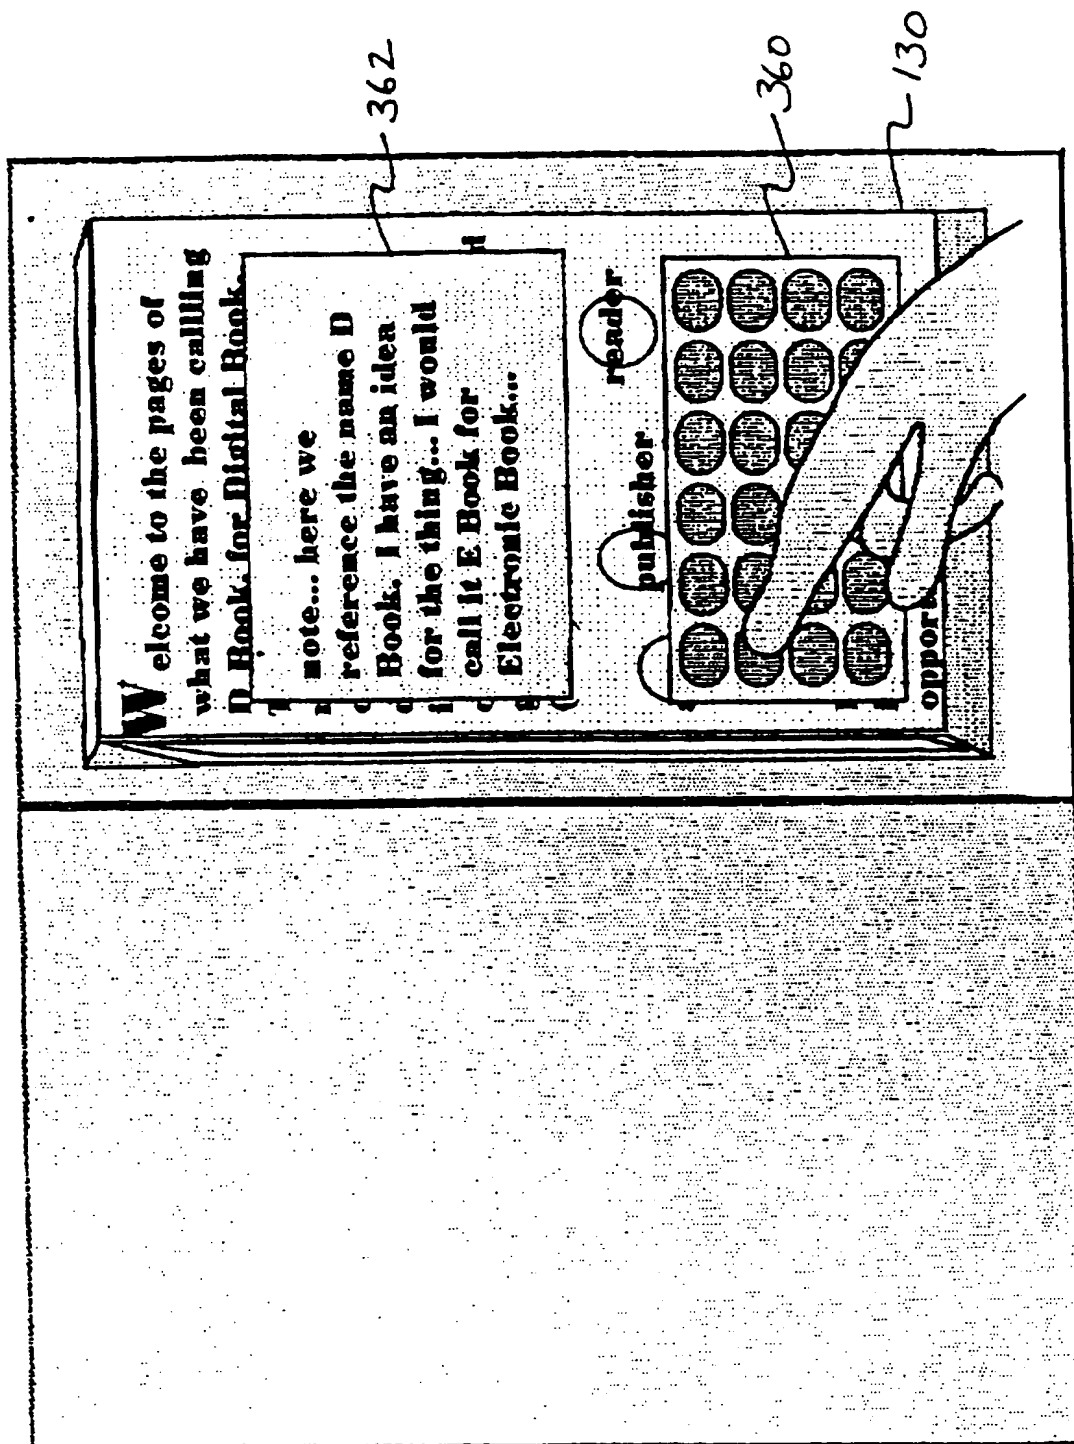 Welcome to the pages of
what we have been callling
D Book, for Digital Book.
note... here we
reference the name D
Book. I have an idea
for the thing... I would
call it E Book for
Electronic Book...
publisher
reader
opport
362
360
130